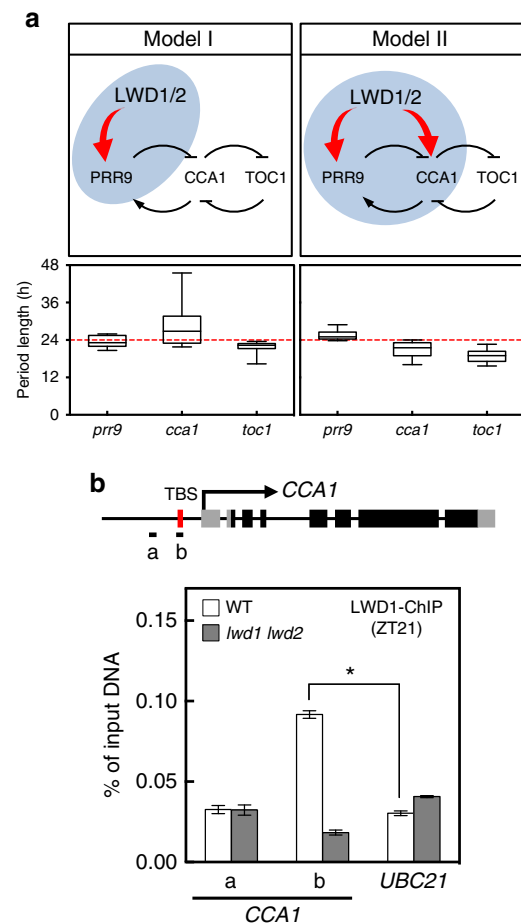 a
Model I
Model II
LWD1/2
LWD1/2
PRR9
CCA1
TOC1
PRR9
CCA1
TOC1
Period length (h)
48
36
24
12
0
prr9
cca1
toc1
prr9
cca1
toc1
b
TBS
CCA1
a
b
WT
lwd1 lwd2
LWD1-ChIP
(ZT21)
*
% of input DNA
0.15
0.10
0.05
0.00
a
b
UBC21
CCA1